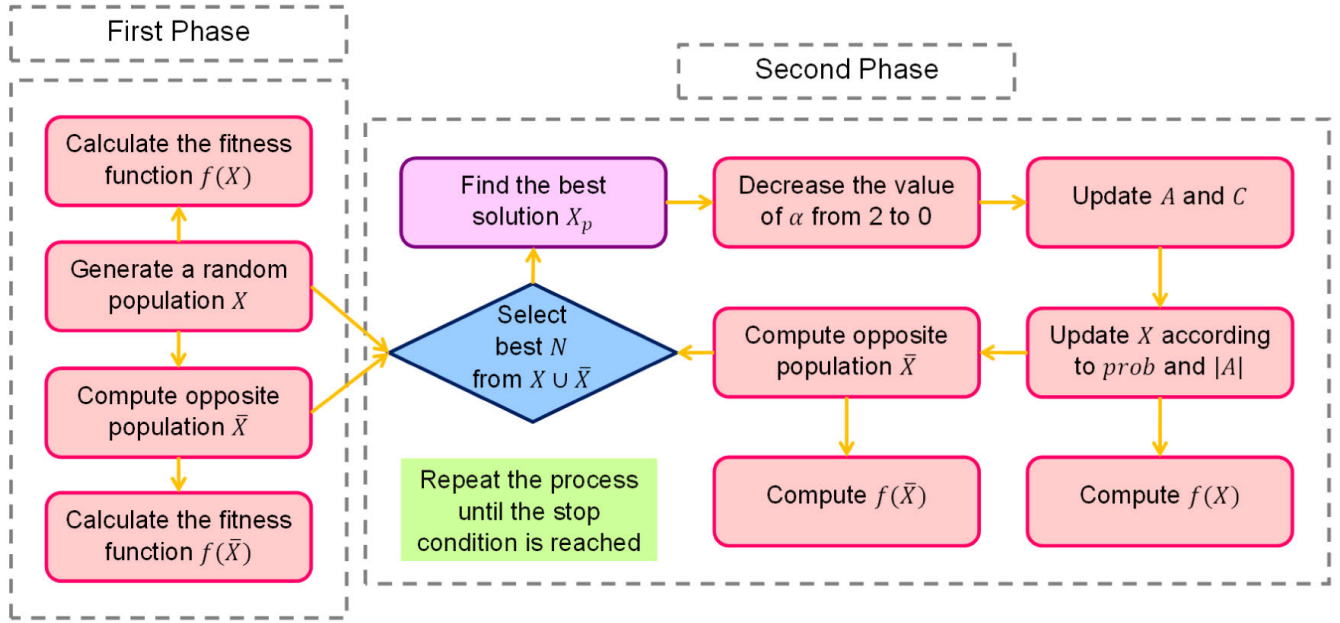 First Phase
Calculate the fitness
function f(X)
Generate a random
population X
Compute opposite
population X̄
Calculate the fitness
function f(X̄)
Second Phase
Find the best
solution Xₚ
Decrease the value
of α from 2 to 0
Update A and C
Select
best N
from X ∪ X̄
Compute opposite
population X̄
Update X according
to prob and |A|
Repeat the process
until the stop
condition is reached
Compute f(X̄)
Compute f(X)